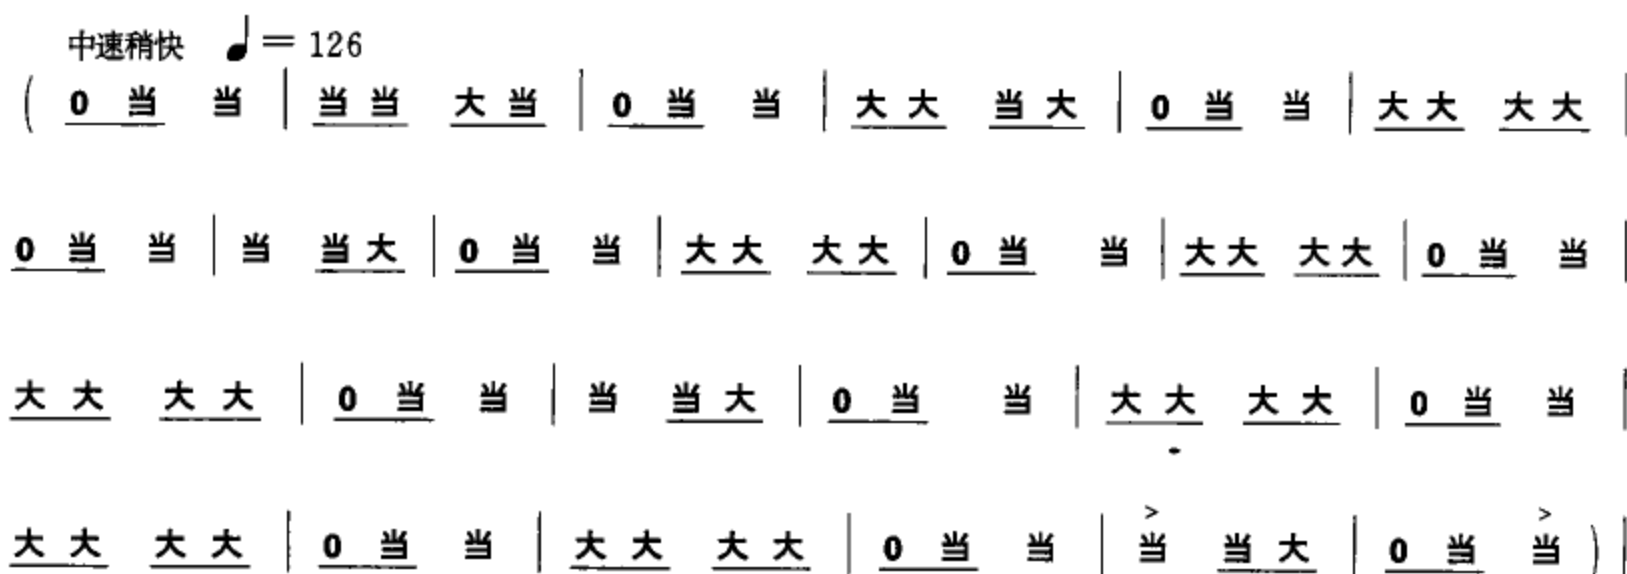 中速稍快 ♩= 126
( 0 当 当 | 当 当 大 当 | 0 当 当 | 大 大 当 大 | 0 当 当 | 大 大 大 大 |
0 当 当 | 当 当 大 | 0 当 当 | 大 大 大 大 | 0 当 当 | 大 大 大 大 | 0 当 当 |
大 大 大 大 | 0 当 当 | 当 当 大 | 0 当 当 | 大 大 大 大 | 0 当 当 |
大 大 大 大 | 0 当 当 | 大 大 大 大 | 0 当 当 | 当 当 大 | 0 当 当 ) |